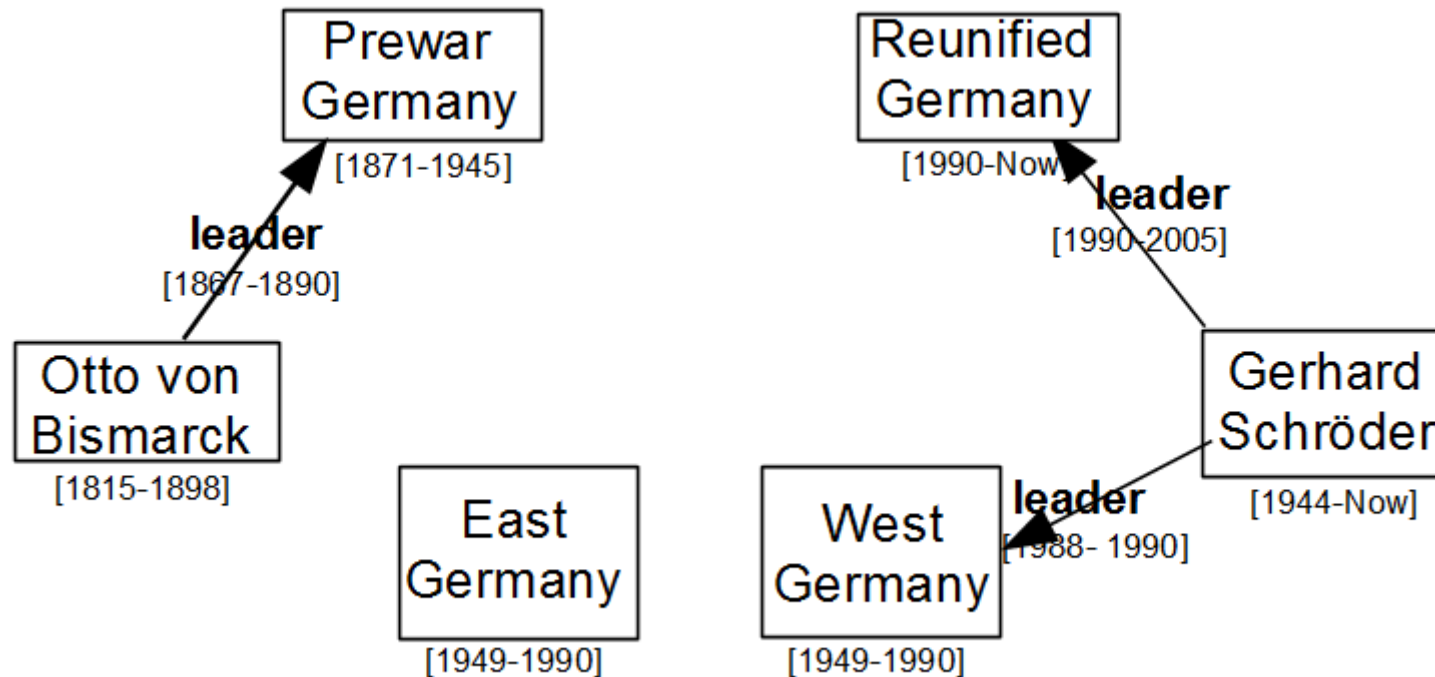 Prewar
Germany
[1871-1945]
Reunified
Germany
[1990-Now]
leader
[1867-1890]
leader
[1990-2005]
Otto von
Bismarck
[1815-1898]
Gerhard
Schröder
[1944-Now]
East
Germany
[1949-1990]
West
Germany
[1949-1990]
leader
[1988- 1990]